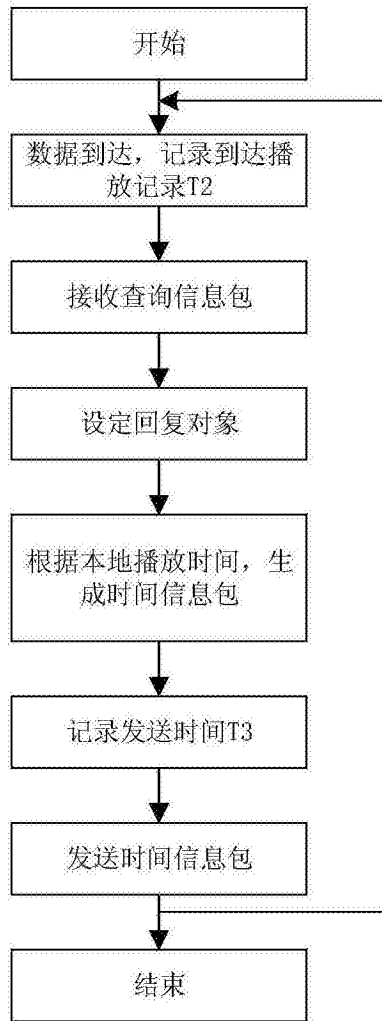 开始
数据到达，记录到达播
放记录T2
接收查询信息包
设定回复对象
根据本地播放时间，生
成时间信息包
记录发送时间T3
发送时间信息包
结束